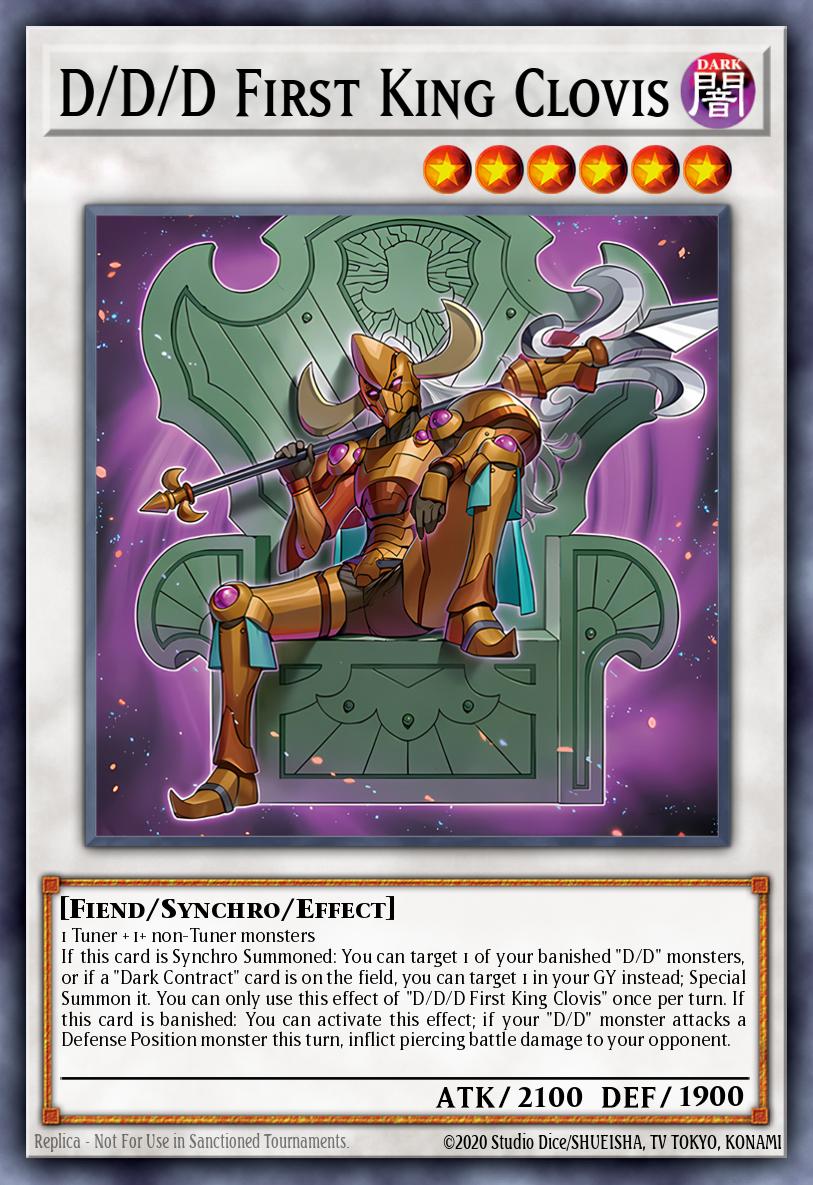 D/D/D First King Clovis
DARK
闇
[Fiend/Synchro/Effect]
1 Tuner + 1+ non-Tuner monsters
If this card is Synchro Summoned: You can target 1 of your banished "D/D" monsters,
or if a "Dark Contract" card is on the field, you can target 1 in your GY instead; Special
Summon it. You can only use this effect of "D/D/D First King Clovis" once per turn. If
this card is banished: You can activate this effect; if your "D/D" monster attacks a
Defense Position monster this turn, inflict piercing battle damage to your opponent.
ATK/ 2100 DEF/ 1900
Replica - Not For Use in Sanctioned Tournaments.
©2020 Studio Dice/SHUEISHA, TV TOKYO, KONAMI